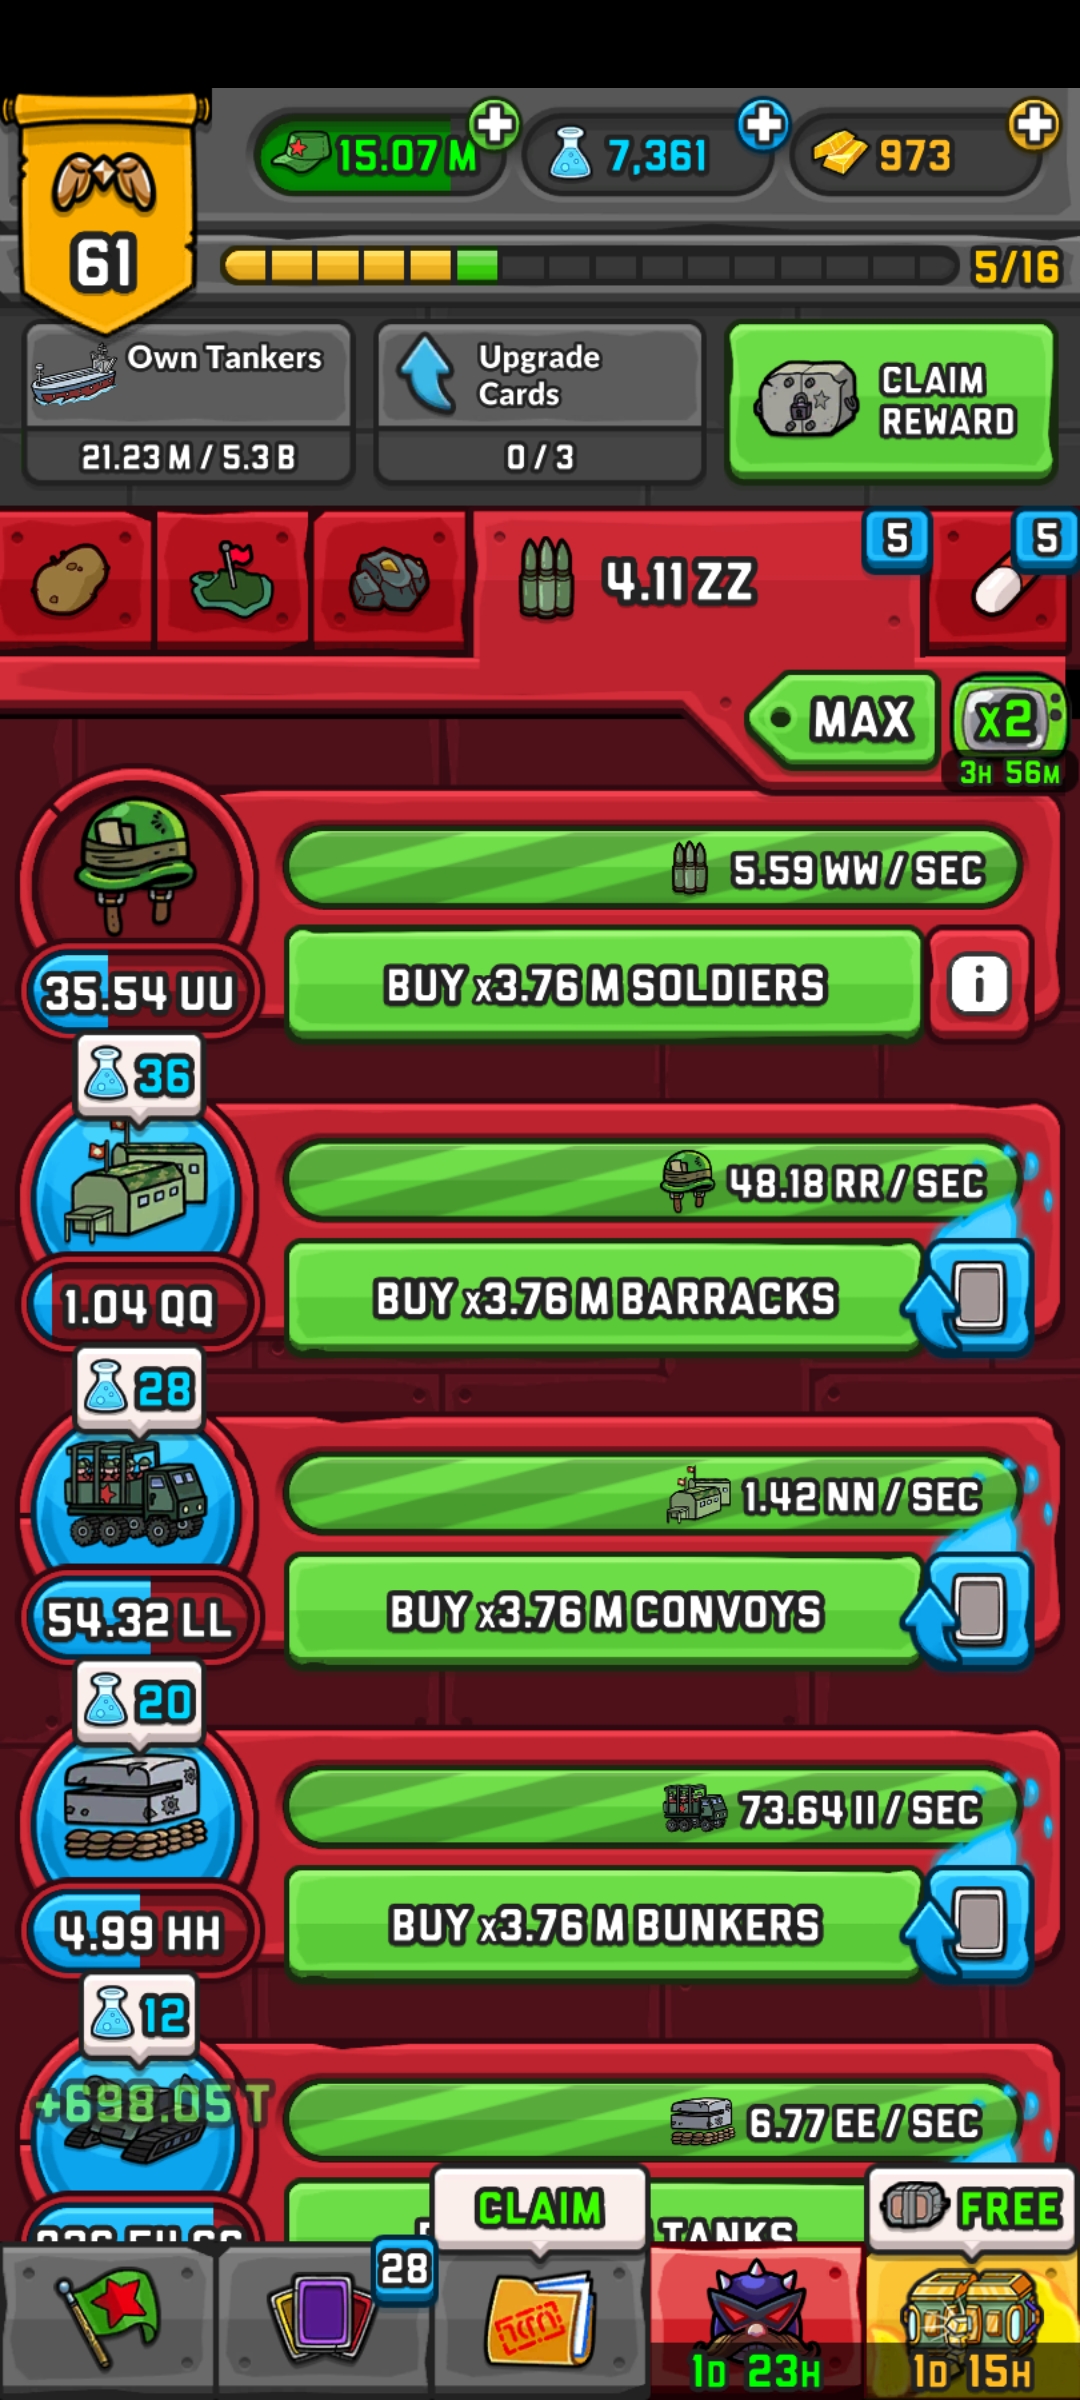 15.07 M
7,361
973
61
5/16
Own Tankers
21.23 M / 5.3 B
Upgrade
Cards
0 / 3
CLAIM
REWARD
4.11 ZZ
5
5
MAX
x2
3H 56M
5.59 WW / SEC
35.54 UU
BUY x3.76 M SOLDIERS
i
36
48.18 RR / SEC
1.04 QQ
BUY x3.76 M BARRACKS
28
1.42 NN / SEC
54.32 LL
BUY x3.76 M CONVOYS
20
73.64 II / SEC
4.99 HH
BUY x3.76 M BUNKERS
12
+698.05 T
6.77 EE / SEC
TANKS
CLAIM
FREE
28
1D 23H
1D 15H